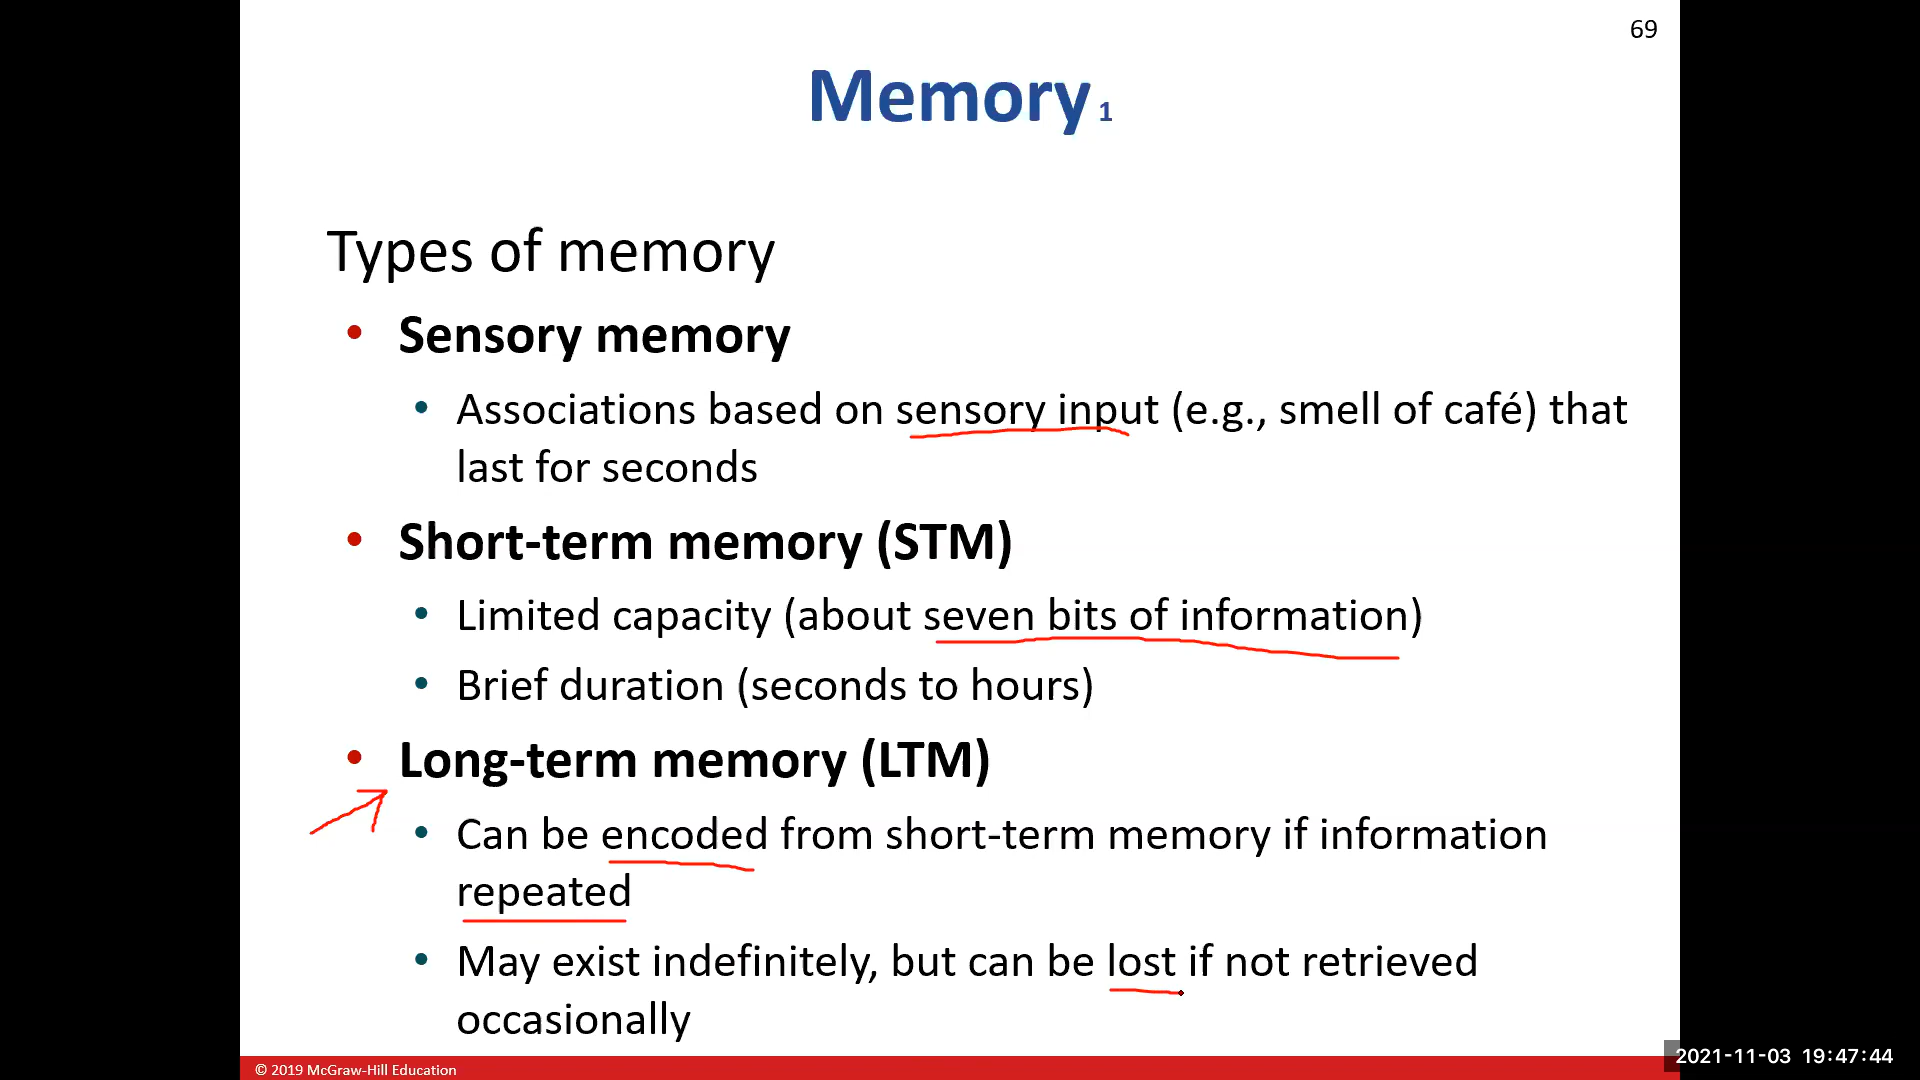 69
Memory 1
Types of memory
• Sensory memory
• Associations based on sensory input (e.g., smell of café) that
last for seconds
• Short-term memory (STM)
• Limited capacity (about seven bits of information)
• Brief duration (seconds to hours)
• Long-term memory (LTM)
• Can be encoded from short-term memory if information
repeated
• May exist indefinitely, but can be lost if not retrieved
occasionally
© 2019 McGraw-Hill Education
2021-11-03 19:47:44